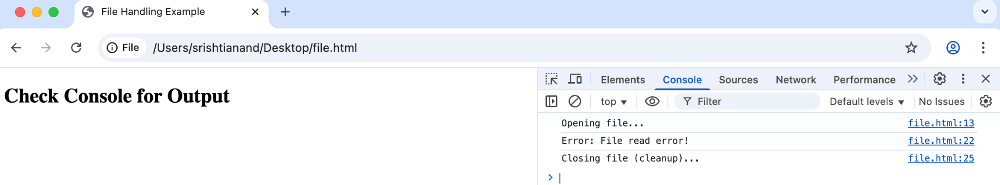 File Handling Example
File /Users/srishtianand/Desktop/file.html
Check Console for Output
Elements Console Sources Network Performance
top Filter Default levels No Issues
Opening file... file.html:13
Error: File read error! file.html:22
Closing file (cleanup)... file.html:25